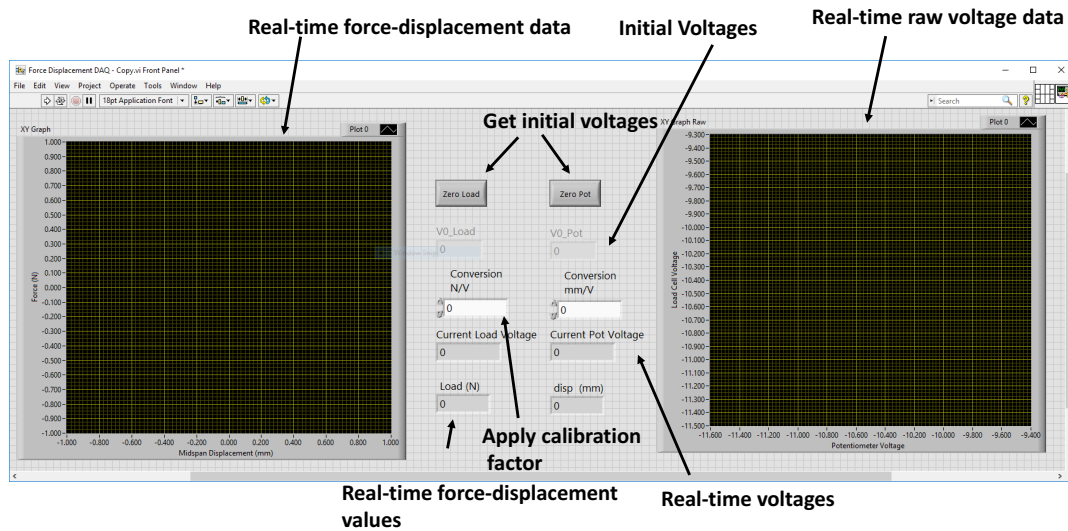 Real-time force-displacement data
Initial Voltages
Real-time raw voltage data
Force Displacement DAQ - Copy.vi Front Panel *
File Edit View Project Operate Tools Window Help
18pt Application Font
Search
Get initial voltages
XY Graph
Plot 0
1.000
0.900
0.800
0.700
0.600
0.500
0.400
0.300
0.200
0.100
0.000
-0.100
-0.200
-0.300
-0.400
-0.500
-0.600
-0.700
-0.800
-0.900
-1.000
Force (N)
-1.000 -0.800 -0.600 -0.400 -0.200 0.000 0.200 0.400 0.600 0.800 1.000
Midspan Displacement (mm)
Zero Load
Zero Pot
V0_Load
V0_Pot
0
0
Conversion
N/V
Conversion
mm/V
0
0
Current Load Voltage
Current Pot Voltage
0
0
Load (N)
disp (mm)
0
0
XY Graph Raw
Plot 0
-9.300
-9.400
-9.500
-9.600
-9.700
-9.800
-9.900
-10.000
-10.100
-10.200
-10.300
-10.400
-10.500
-10.600
-10.700
-10.800
-10.900
-11.000
-11.100
-11.200
-11.300
-11.400
-11.500
Load Cell Voltage
-11.600 -11.400 -11.200 -11.000 -10.800 -10.600 -10.400 -10.200 -10.000 -9.800 -9.600 -9.400
Potentiometer Voltage
Apply calibration
factor
Real-time force-displacement
values
Real-time voltages